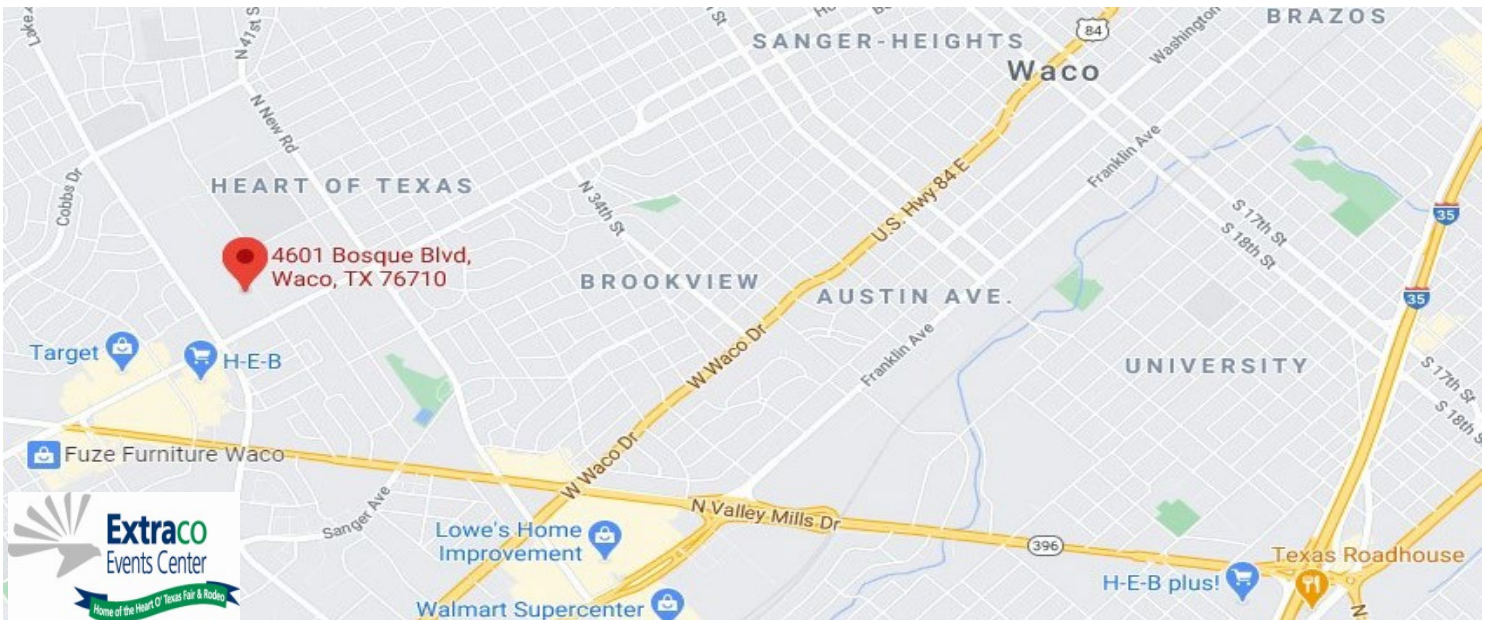 Lake
N 41st S
St
Ho
84
SANGER-HEIGHTS
Washington
BRAZOS
Waco
N New Rd
Cobbs Dr
HEART OF TEXAS
N 34th St
U.S. Hwy 84 E
Franklin Ave
S 17th St
S 18th St
35
4601 Bosque Blvd,
Waco, TX 76710
BROOKVIEW
AUSTIN AVE.
35
Target
H-E-B
W Waco Dr
Franklin Ave
UNIVERSITY
S 17th St
S 18th S
Fuze Furniture Waco
W Waco Dr
Sanger Ave
N Valley Mills Dr
Extraco
Events Center
Home of the Heart O' Texas Fair & Rodeo
Lowe's Home
Improvement
396
Texas Roadhouse
H-E-B plus!
Walmart Supercenter
N